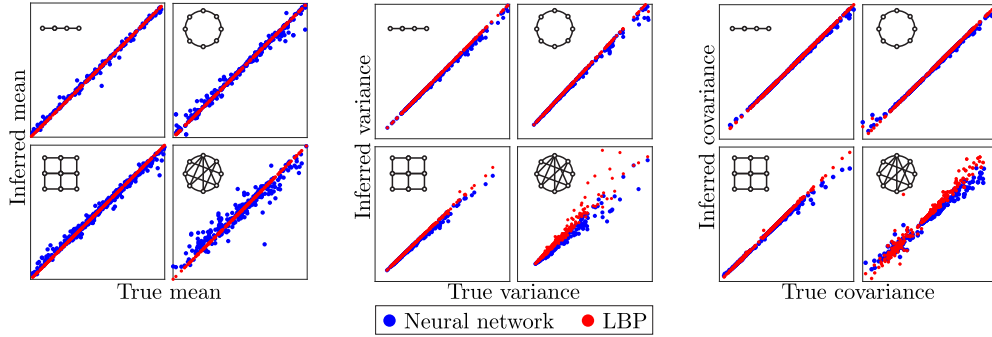 Inferred mean
True mean
Inferred variance
True variance
Inferred covariance
True covariance
Neural network
LBP